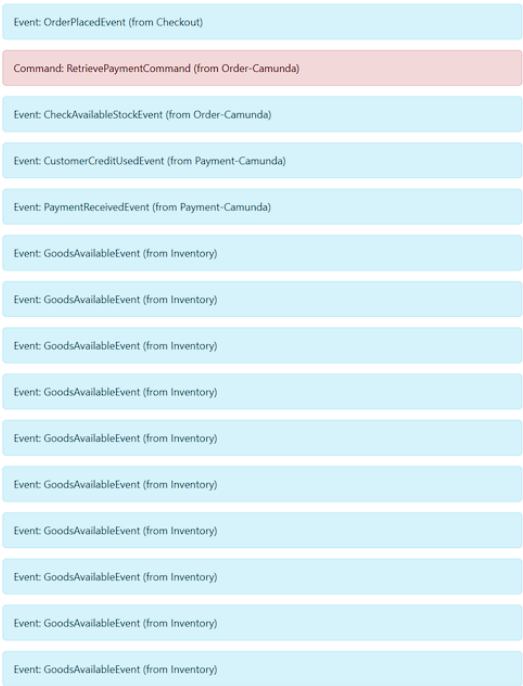 Event: OrderPlacedEvent (from Checkout)
Command: RetrievePaymentCommand (from Order-Camunda)
Event: CheckAvailableStockEvent (from Order-Camunda)
Event: CustomerCreditUsedEvent (from Payment-Camunda)
Event: PaymentReceivedEvent (from Payment-Camunda)
Event: GoodsAvailableEvent (from Inventory)
Event: GoodsAvailableEvent (from Inventory)
Event: GoodsAvailableEvent (from Inventory)
Event: GoodsAvailableEvent (from Inventory)
Event: GoodsAvailableEvent (from Inventory)
Event: GoodsAvailableEvent (from Inventory)
Event: GoodsAvailableEvent (from Inventory)
Event: GoodsAvailableEvent (from Inventory)
Event: GoodsAvailableEvent (from Inventory)
Event: GoodsAvailableEvent (from Inventory)